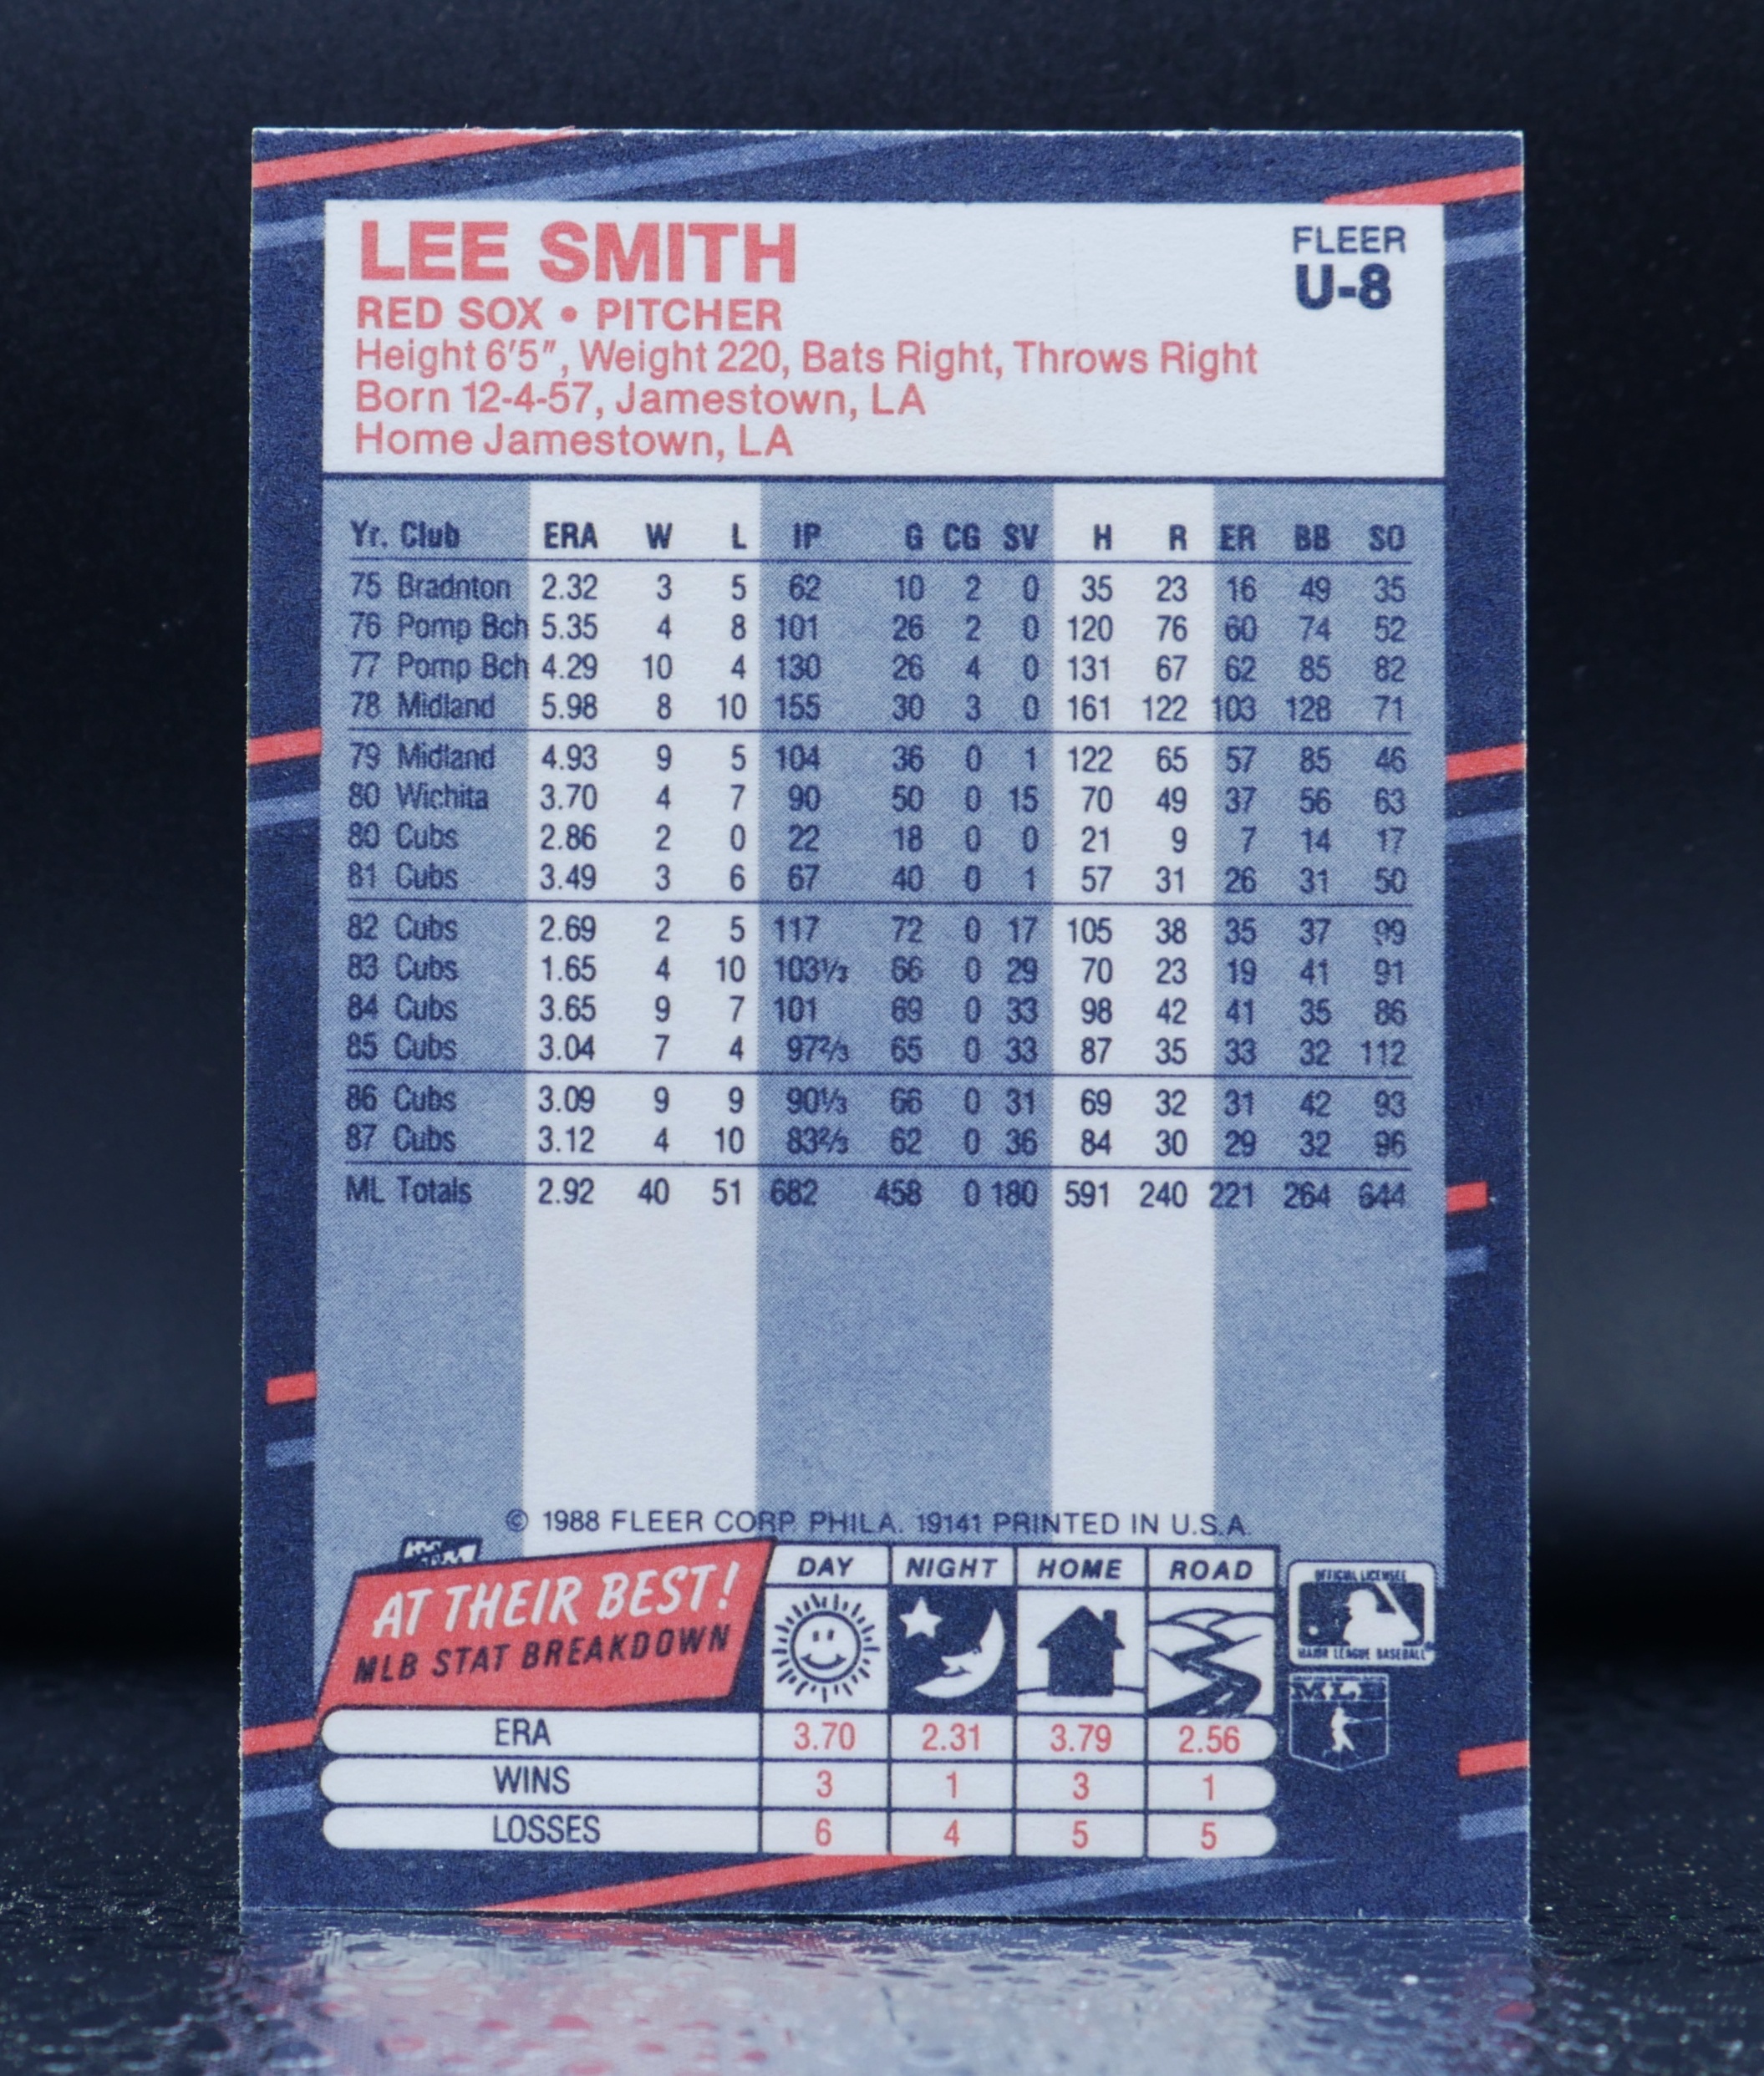 LEE SMITH
FLEER
U-8
RED SOX • PITCHER
Height 6'5", Weight 220, Bats Right, Throws Right
Born 12-4-57, Jamestown, LA
Home Jamestown, LA
Yr. Club ERA W L IP G CG SV H R ER BB SO
75 Bradnton 2.32 3 5 62 10 2 0 35 23 16 49 35
76 Pomp Bch 5.35 4 8 101 26 2 0 120 76 60 74 52
77 Pomp Bch 4.29 10 4 130 26 4 0 131 67 62 85 82
78 Midland 5.98 8 10 155 30 3 0 161 122 103 128 71
79 Midland 4.93 9 5 104 36 0 1 122 65 57 85 46
80 Wichita 3.70 4 7 90 50 0 15 70 49 37 56 63
80 Cubs 2.86 2 0 22 18 0 0 21 9 7 14 17
81 Cubs 3.49 3 6 67 40 0 1 57 31 26 31 50
82 Cubs 2.69 2 5 117 72 0 17 105 38 35 37 99
83 Cubs 1.65 4 10 103⅓ 66 0 29 70 23 19 41 91
84 Cubs 3.65 9 7 101 69 0 33 98 42 41 35 86
85 Cubs 3.04 7 4 97⅔ 65 0 33 87 35 33 32 112
86 Cubs 3.09 9 9 90⅓ 66 0 31 69 32 31 42 93
87 Cubs 3.12 4 10 83⅔ 62 0 36 84 30 29 32 96
ML Totals 2.92 40 51 682 458 0 180 591 240 221 264 644
© 1988 FLEER CORP. PHILA. 19141 PRINTED IN U.S.A.
AT THEIR BEST!
MLB STAT BREAKDOWN
DAY NIGHT HOME ROAD
OFFICIAL LICENSEE
MAJOR LEAGUE BASEBALL
ERA 3.70 2.31 3.79 2.56
WINS 3 1 3 1
LOSSES 6 4 5 5